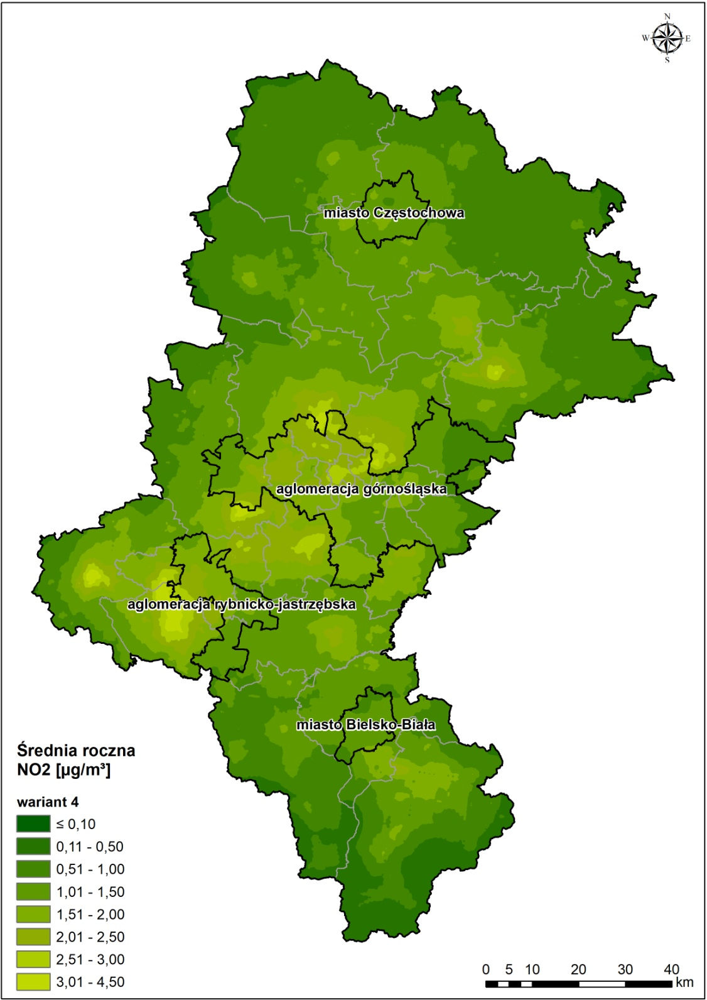 N
W E
S
miasto Częstochowa
aglomeracja górnośląska
aglomeracja rybnicko-jastrzębska
miasto Bielsko-Biała
Średnia roczna
NO2 [µg/m³]
wariant 4
≤ 0,10
0,11 - 0,50
0,51 - 1,00
1,01 - 1,50
1,51 - 2,00
2,01 - 2,50
2,51 - 3,00
3,01 - 4,50
0 5 10 20 30 40
km